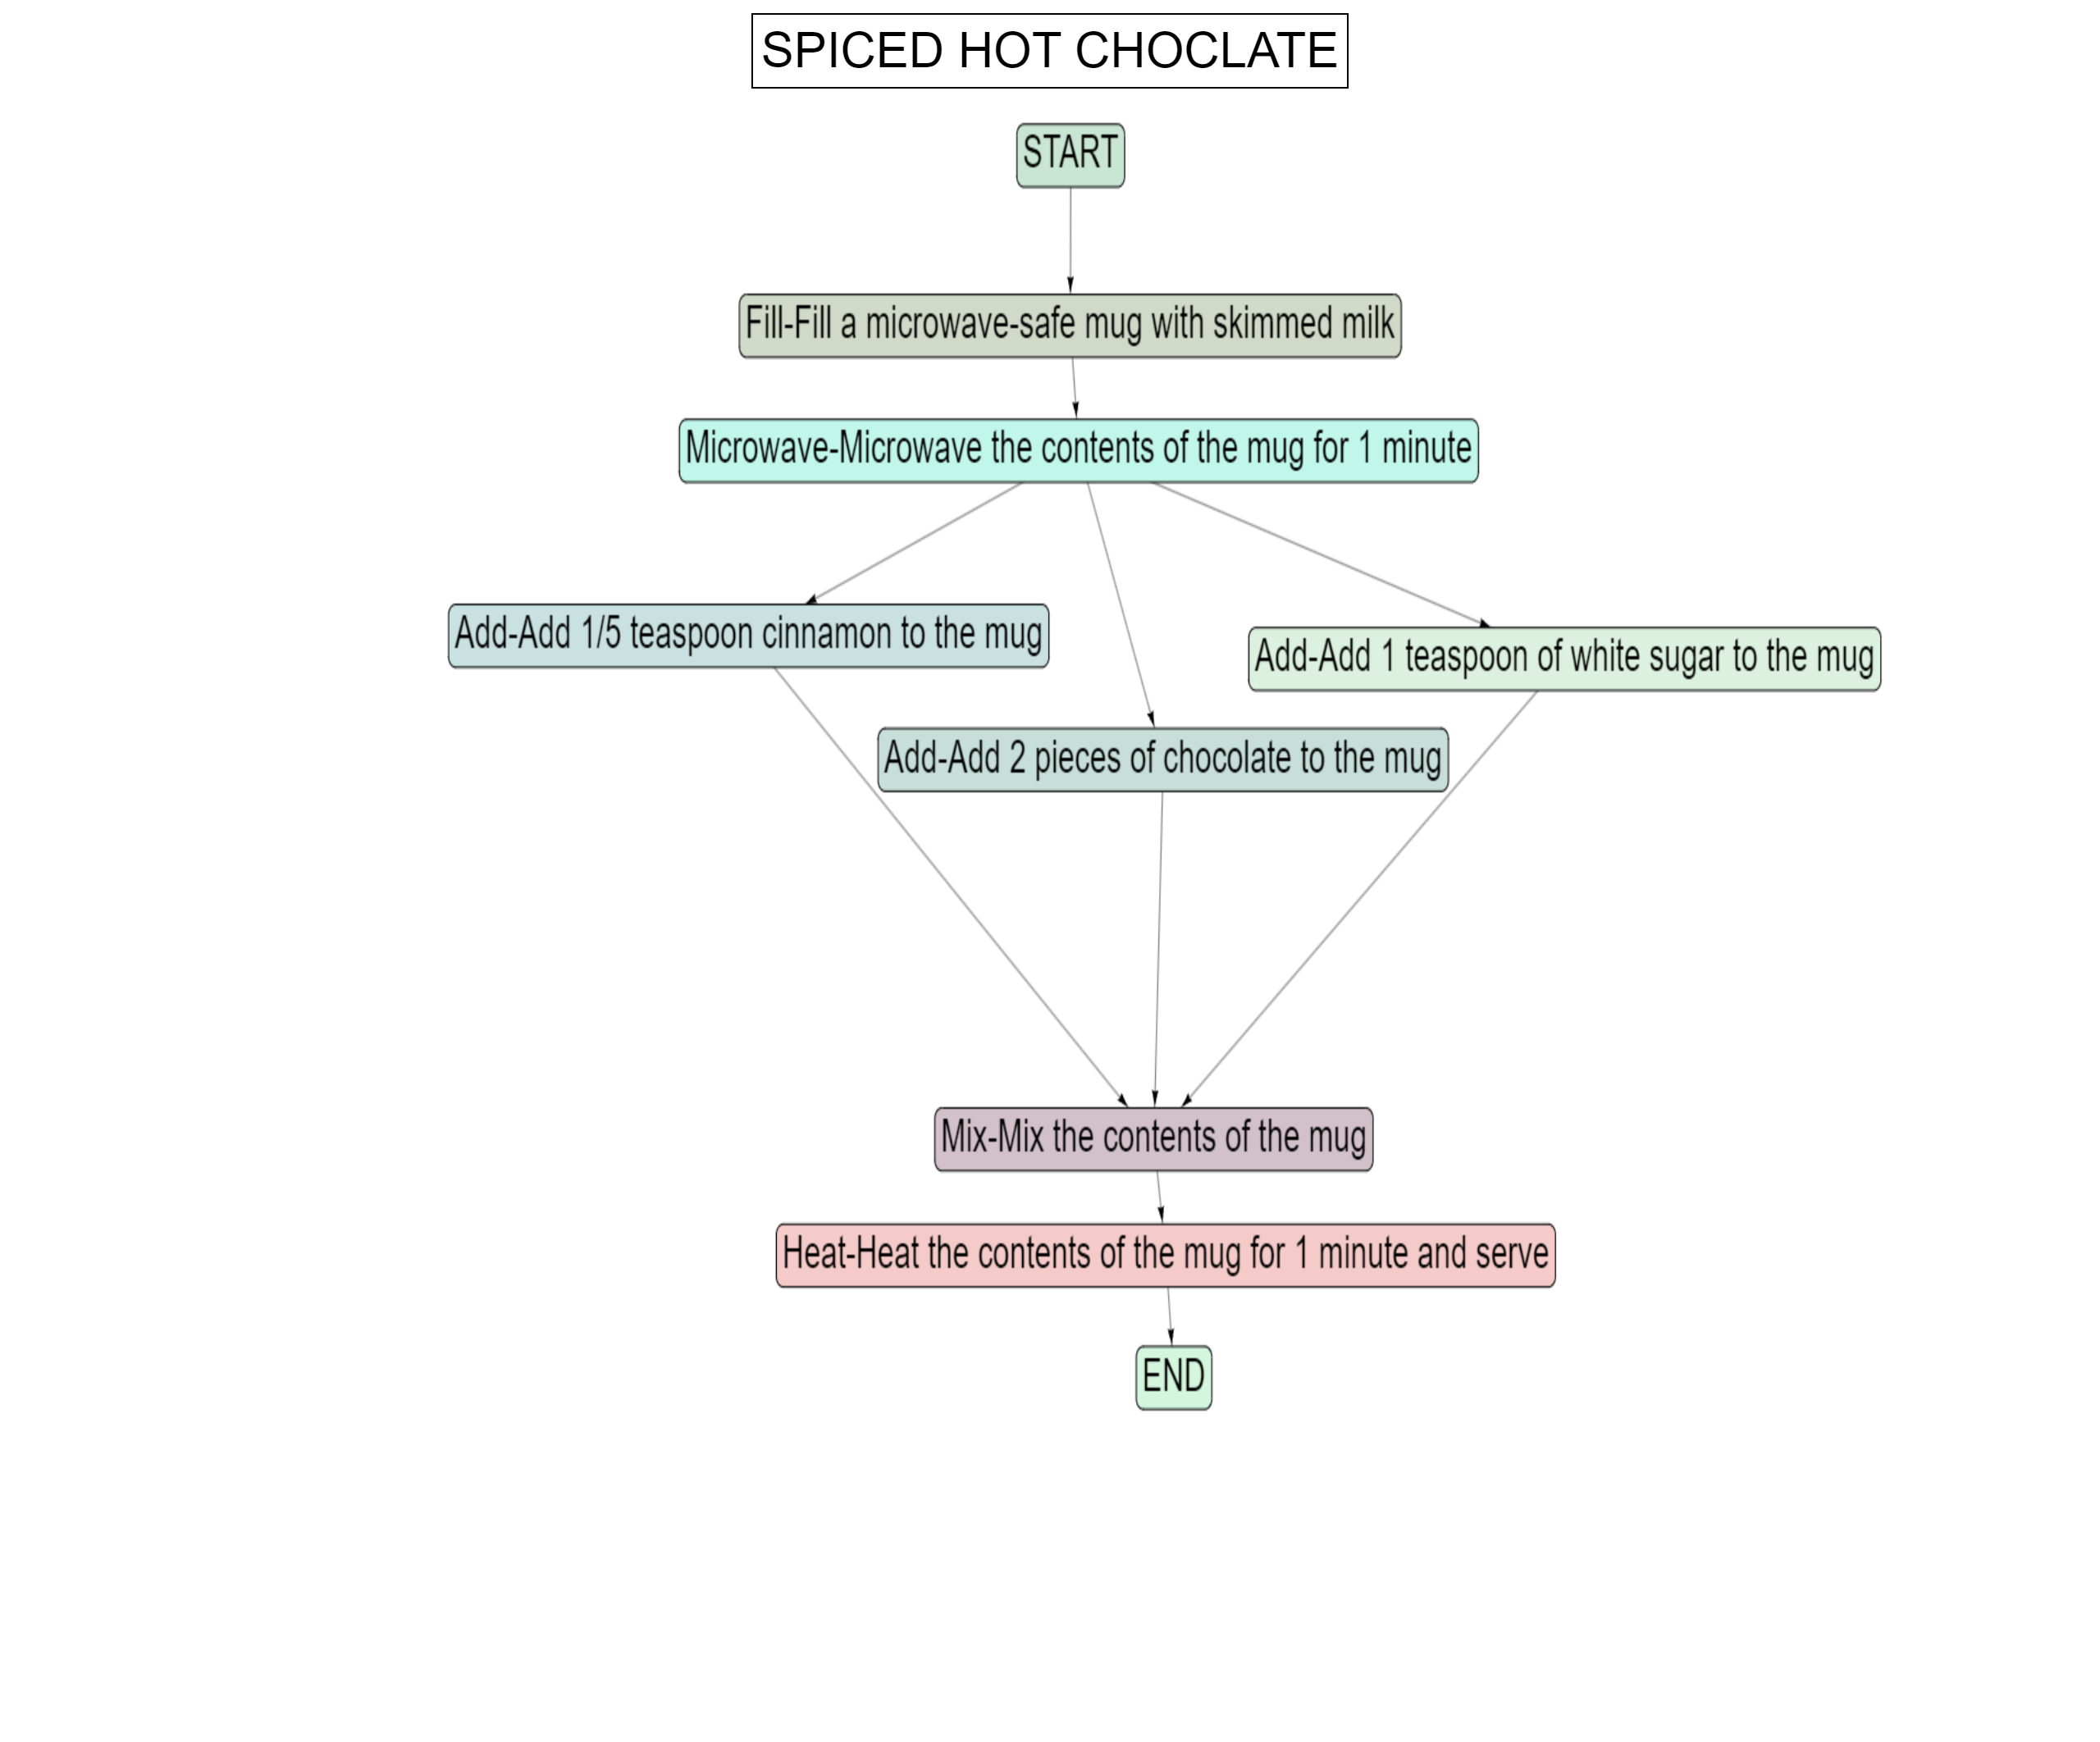 SPICED HOT CHOCLATE
START
Fill-Fill a microwave-safe mug with skimmed milk
Microwave-Microwave the contents of the mug for 1 minute
Add-Add 1/5 teaspoon cinnamon to the mug
Add-Add 1 teaspoon of white sugar to the mug
Add-Add 2 pieces of chocolate to the mug
Mix-Mix the contents of the mug
Heat-Heat the contents of the mug for 1 minute and serve
END